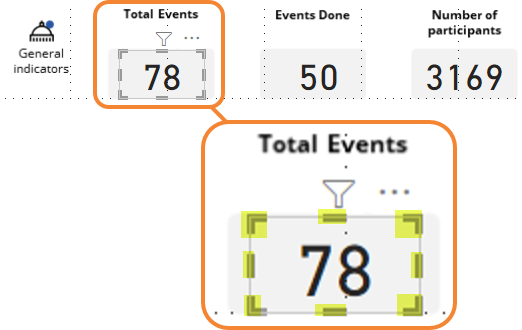 Total Events
Events Done
Number of
participants
General
indicators
78
50
3169
Total Events
78